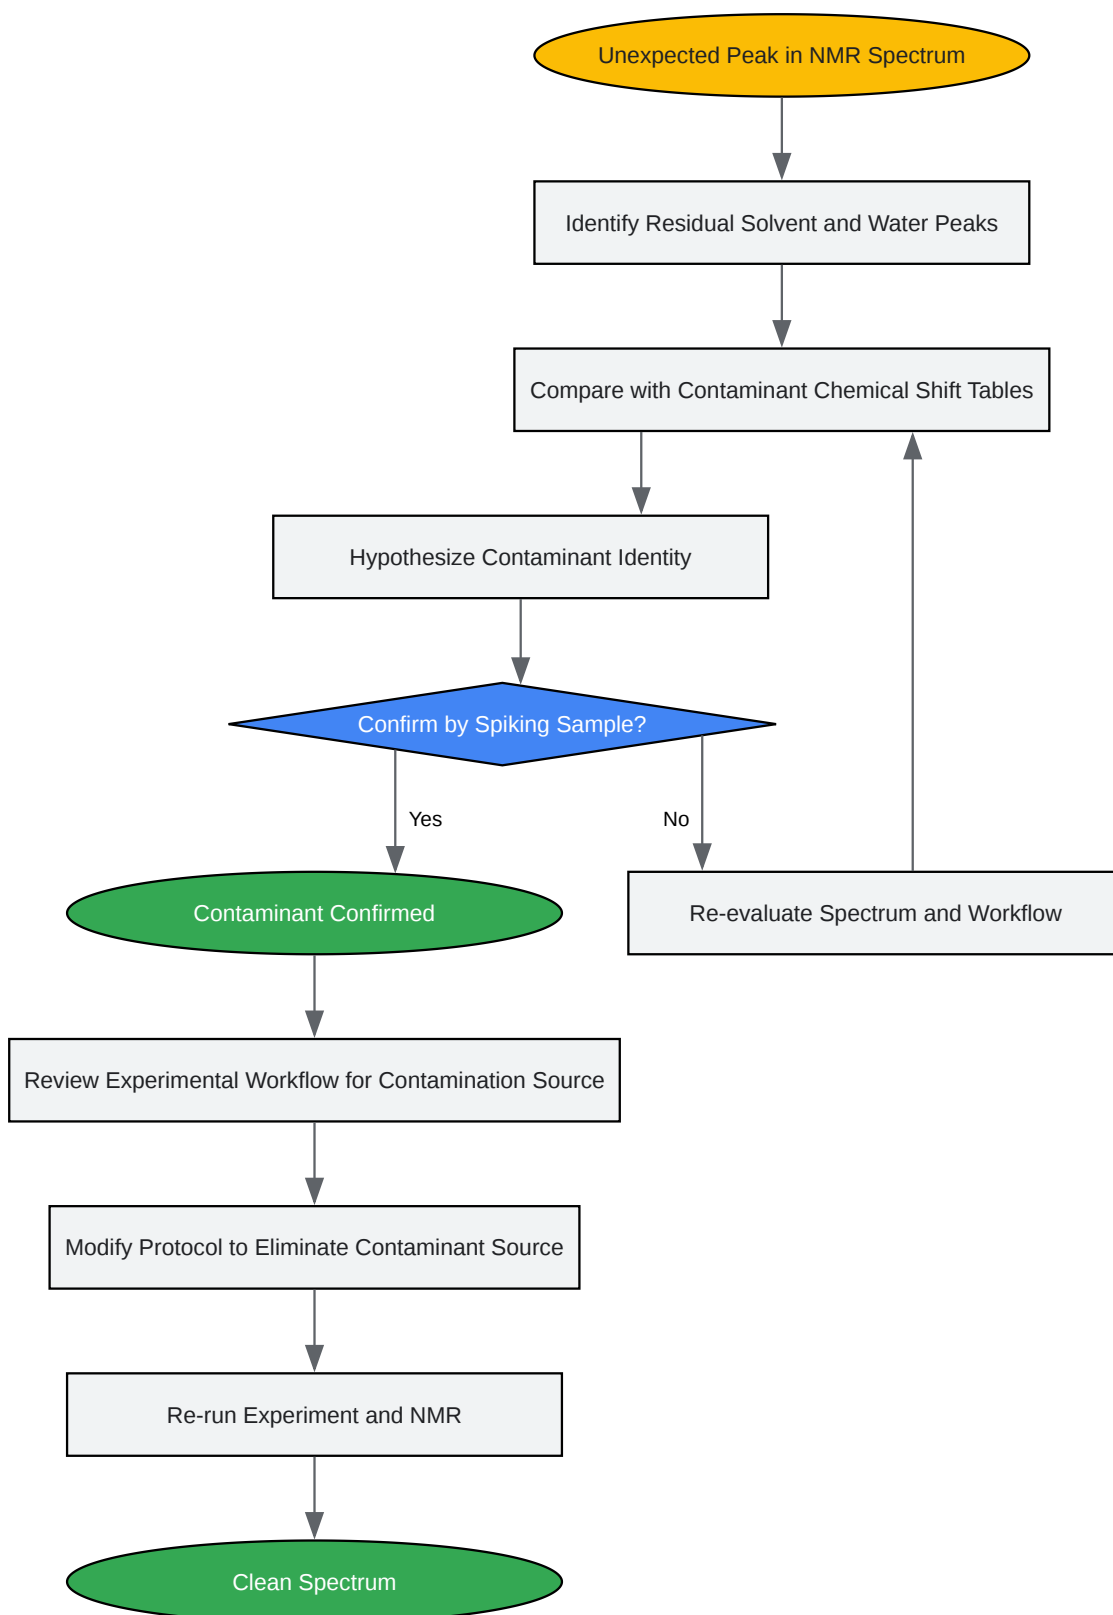 Unexpected Peak in NMR Spectrum
Identify Residual Solvent and Water Peaks
Compare with Contaminant Chemical Shift Tables
Hypothesize Contaminant Identity
Confirm by Spiking Sample?
Yes
No
Contaminant Confirmed
Re-evaluate Spectrum and Workflow
Review Experimental Workflow for Contamination Source
Modify Protocol to Eliminate Contaminant Source
Re-run Experiment and NMR
Clean Spectrum